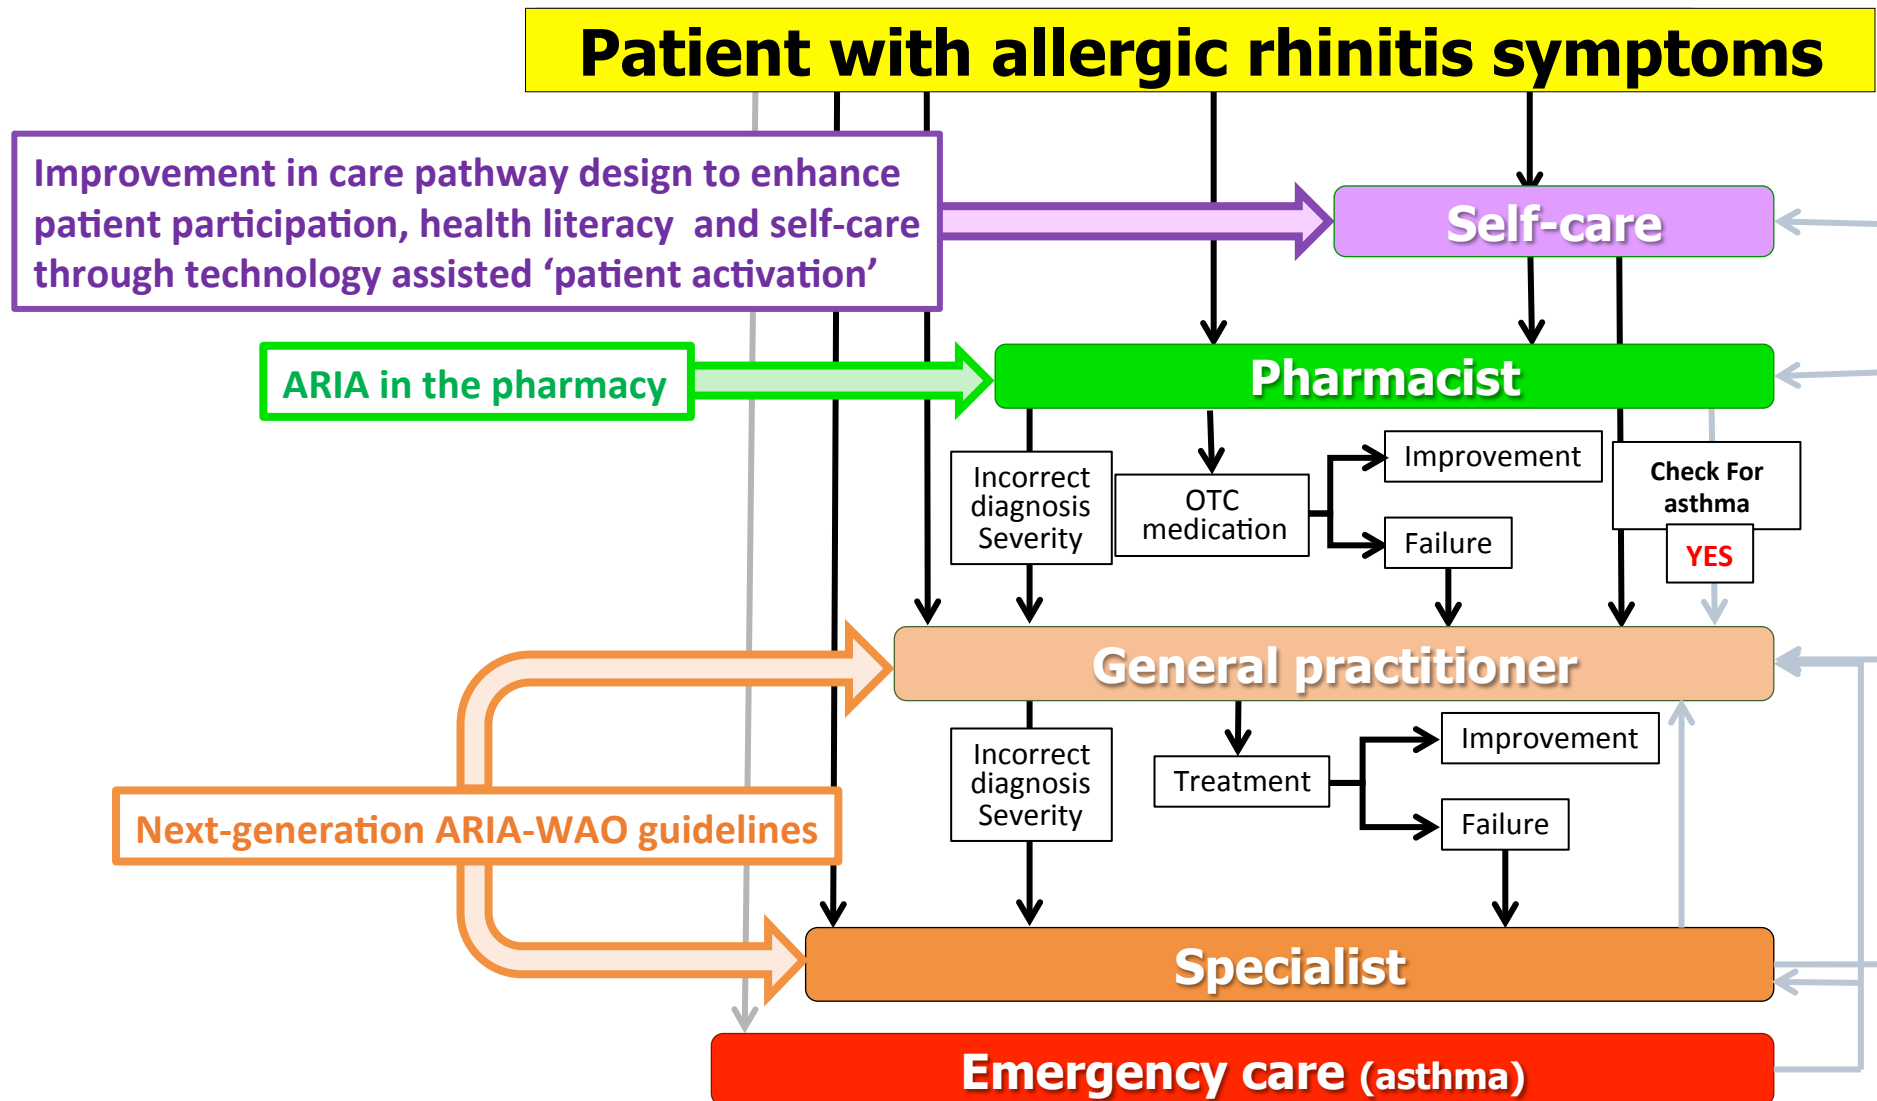 Patient with allergic rhinitis symptoms
Improvement in care pathway design to enhance
patient participation, health literacy  and self-care
through technology assisted ‘patient activation’
Self-care
ARIA in the pharmacy
Pharmacist
Incorrect
diagnosis
Severity
OTC
medication
Improvement
Failure
Check For
asthma
YES
General practitioner
Incorrect
diagnosis
Severity
Treatment
Improvement
Failure
Next-generation ARIA-WAO guidelines
Specialist
Emergency care (asthma)